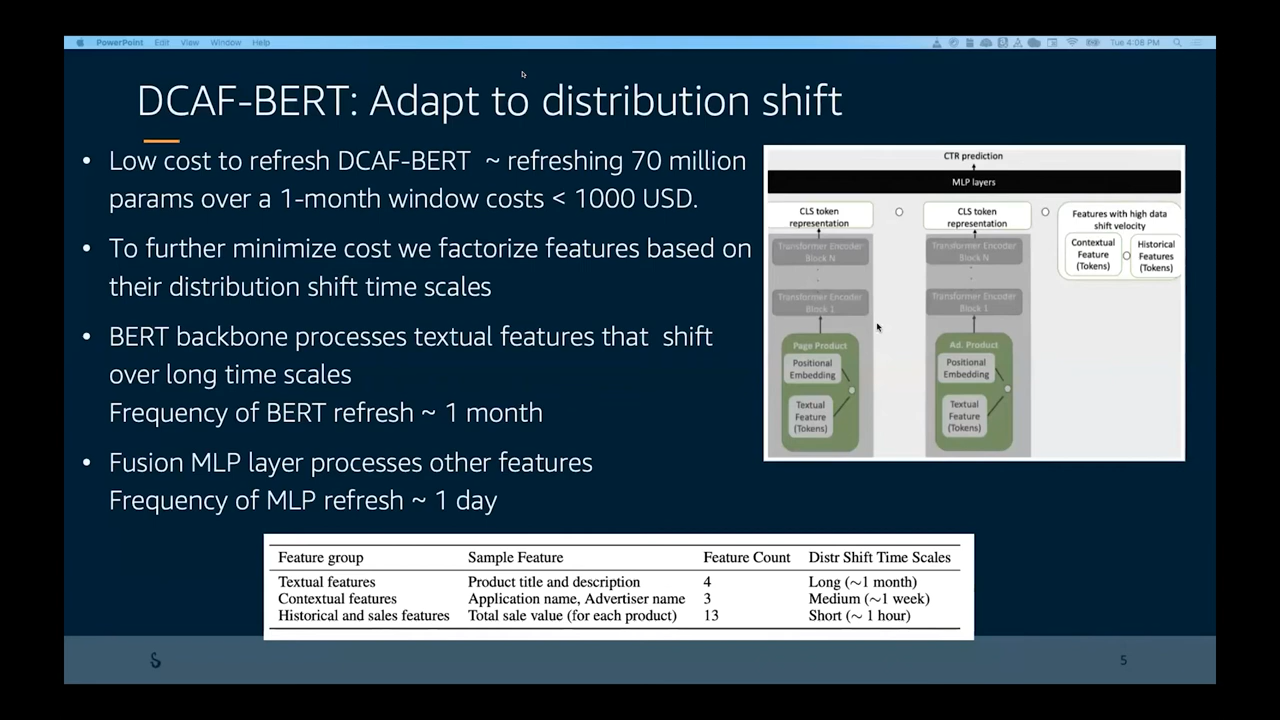 PowerPoint Edit View Window Help
Tue 4:08 PM
DCAF-BERT: Adapt to distribution shift
• Low cost to refresh DCAF-BERT ~ refreshing 70 million
params over a 1-month window costs < 1000 USD.
• To further minimize cost we factorize features based on
their distribution shift time scales
• BERT backbone processes textual features that shift
over long time scales
Frequency of BERT refresh ~ 1 month
• Fusion MLP layer processes other features
Frequency of MLP refresh ~ 1 day
CTR prediction
MLP layers
CLS token
representation
Transformer Encoder
Block N
Transformer Encoder
Block 1
Page Product
Positional
Embedding
Textual
Feature
(Tokens)
CLS token
representation
Transformer Encoder
Block N
Transformer Encoder
Block 1
Ad. Product
Positional
Embedding
Textual
Feature
(Tokens)
Features with high data
shift velocity
Contextual
Feature
(Tokens)
Historical
Features
(Tokens)
Feature group Sample Feature Feature Count Distr Shift Time Scales
Textual features Product title and description 4 Long (~1 month)
Contextual features Application name, Advertiser name 3 Medium (~1 week)
Historical and sales features Total sale value (for each product) 13 Short (~ 1 hour)
5